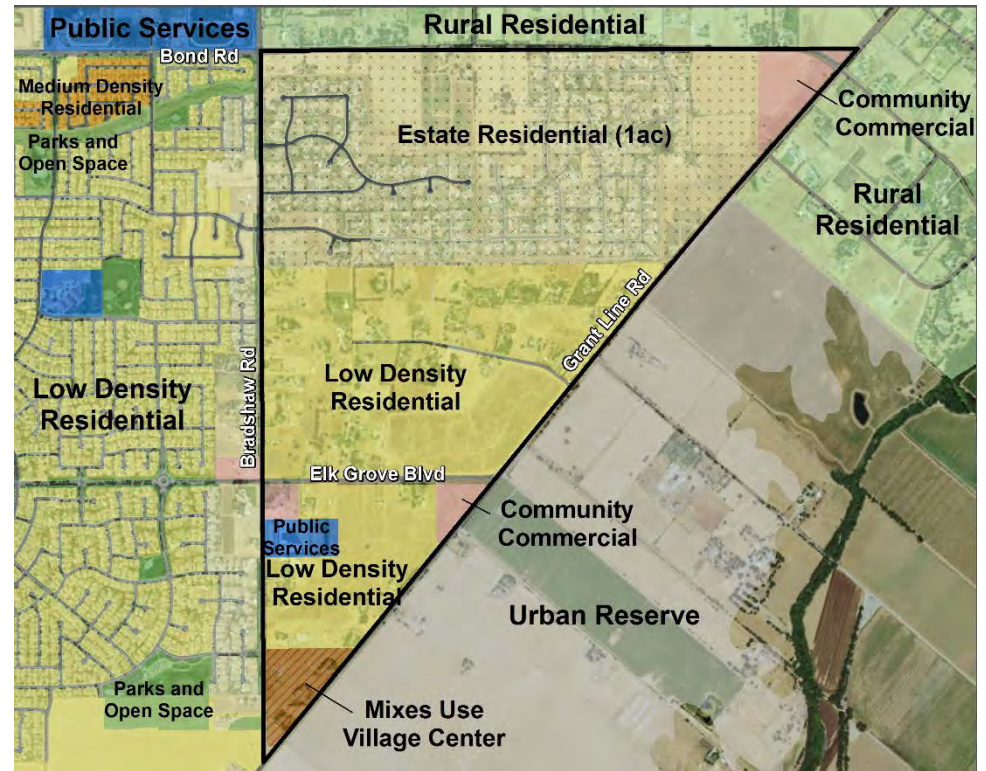 Public Services
Rural Residential
Bond Rd
Medium Density
Residential
Parks and
Open Space
Estate Residential (1ac)
Community
Commercial
Rural
Residential
Grant Line Rd
Bradshaw Rd
Low Density
Residential
Low Density
Residential
Elk Grove Blvd
Public
Services
Community
Commercial
Low Density
Residential
Urban Reserve
Parks and
Open Space
Mixes Use
Village Center